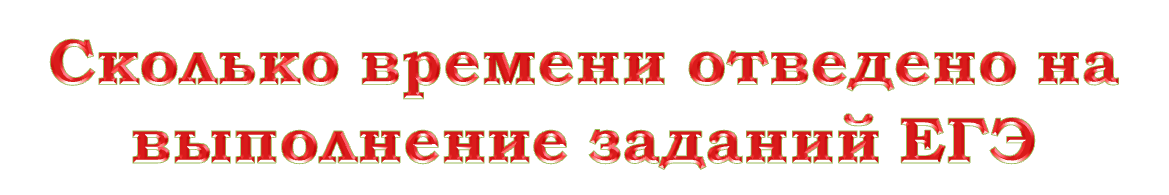 Сколько времени отведено на
выполнение заданий ЕГЭ